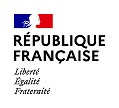 RÉPUBLIQUE
FRANÇAISE
Liberté
Égalité
Fraternité